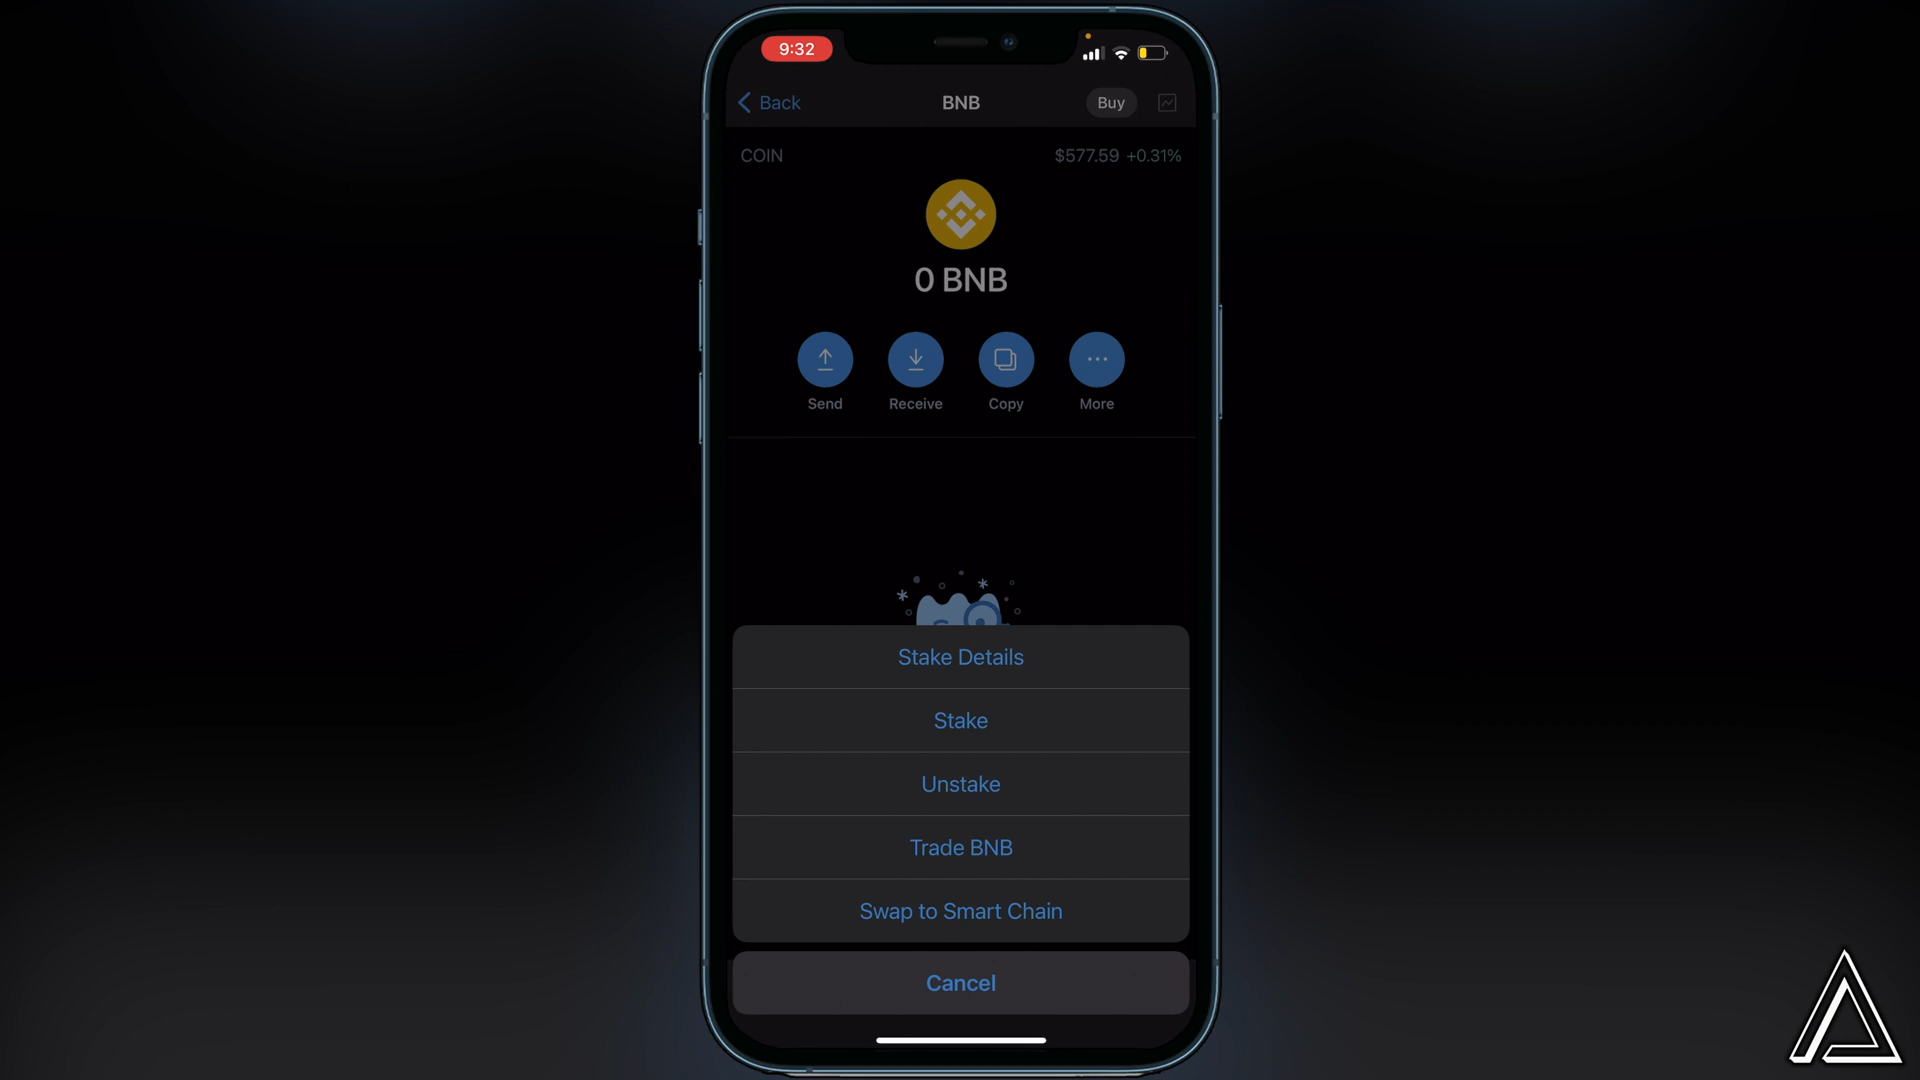 9:32
Back
BNB
Buy
COIN
$577.59 +0.31%
0 BNB
Send
Receive
Copy
More
Stake Details
Stake
Unstake
Trade BNB
Swap to Smart Chain
Cancel